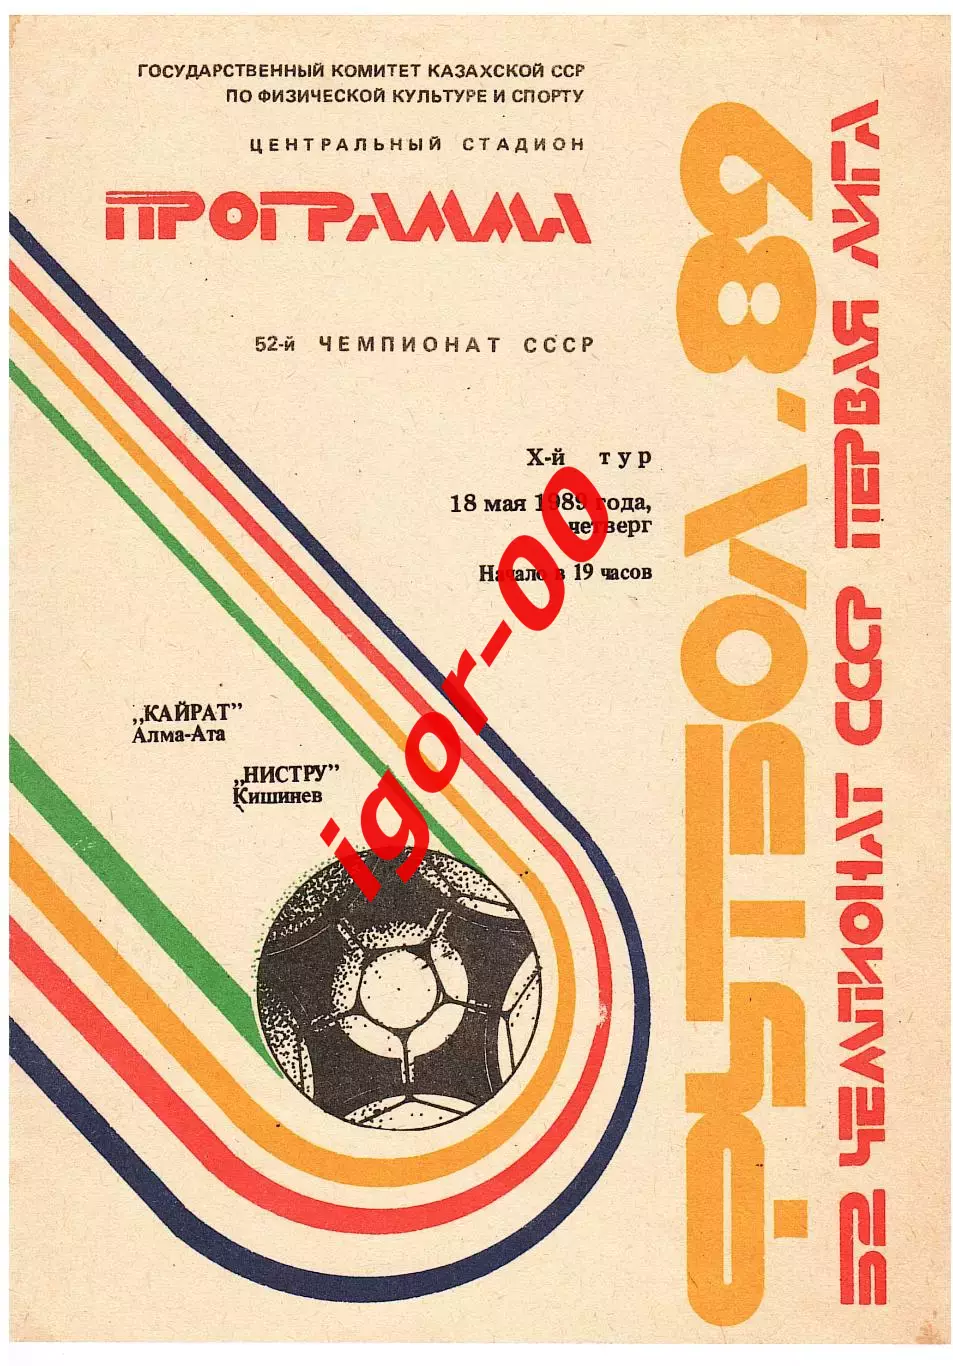 ГОСУДАРСТВЕННЫЙ КОМИТЕТ КАЗАХСКОЙ ССР
ПО ФИЗИЧЕСКОЙ КУЛЬТУРЕ И СПОРТУ
ЦЕНТРАЛЬНЫЙ СТАДИОН
ПРОГРАММА
52-й ЧЕМПИОНАТ СССР
X-й тур
18 мая 1989 года,
четверг
Начало в 19 часов
„КАЙРАТ"
Алма-Ата
„НИСТРУ"
Кишинев
igor-00
ФУТБОЛ,89
52 ЧЕМПИОНАТ СССР ПЕРВАЯ ЛИГА